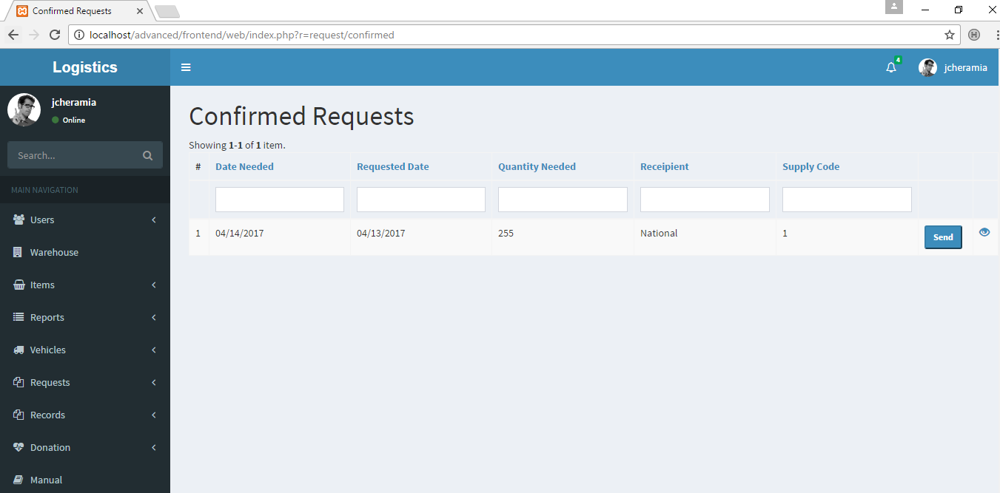 Confirmed Requests
localhost/advanced/frontend/web/index.php?r=request/confirmed
H
Logistics
4
jcheramia
jcheramia
Online
Search...
MAIN NAVIGATION
Users
Warehouse
Items
Reports
Vehicles
Requests
Records
Donation
Manual
Confirmed Requests
Showing 1-1 of 1 item.
# Date Needed Requested Date Quantity Needed Receipient Supply Code
1 04/14/2017 04/13/2017 255 National 1 Send